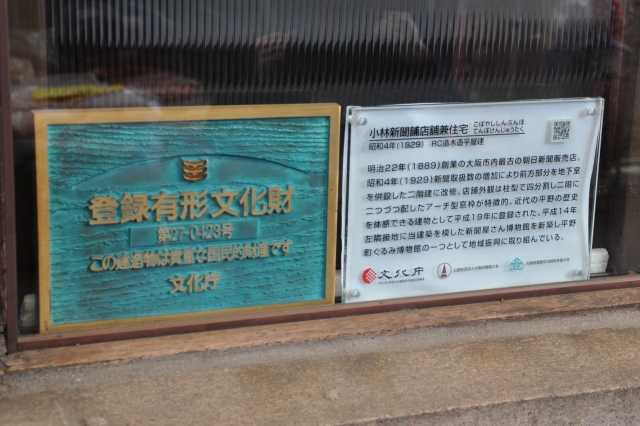 登録有形文化財
第27-0423号
この建造物は貴重な国民的財産です
文化庁
小林新聞舗店舗兼住宅 こばやししんぶんほ
てんぽけんじゅうたく
昭和4年(1929) RC造木造平屋建
明治22年(1889)創業の大阪市内最古の朝日新聞販売店。
昭和4年(1929)新聞取扱数の増加により前方部分を地下室
を併設した二階建に改修。店舗外観は柱型で四分割し二階に
二つづつ配したアーチ型窓枠が特徴的。近代の平野の歴史
を体感できる建物として平成19年に登録された。平成14年
左隣接地に当建築を模した新聞屋さん博物館を新築し平野
町ぐるみ博物館の一つとして地域振興に取り組んでいる。
文化庁